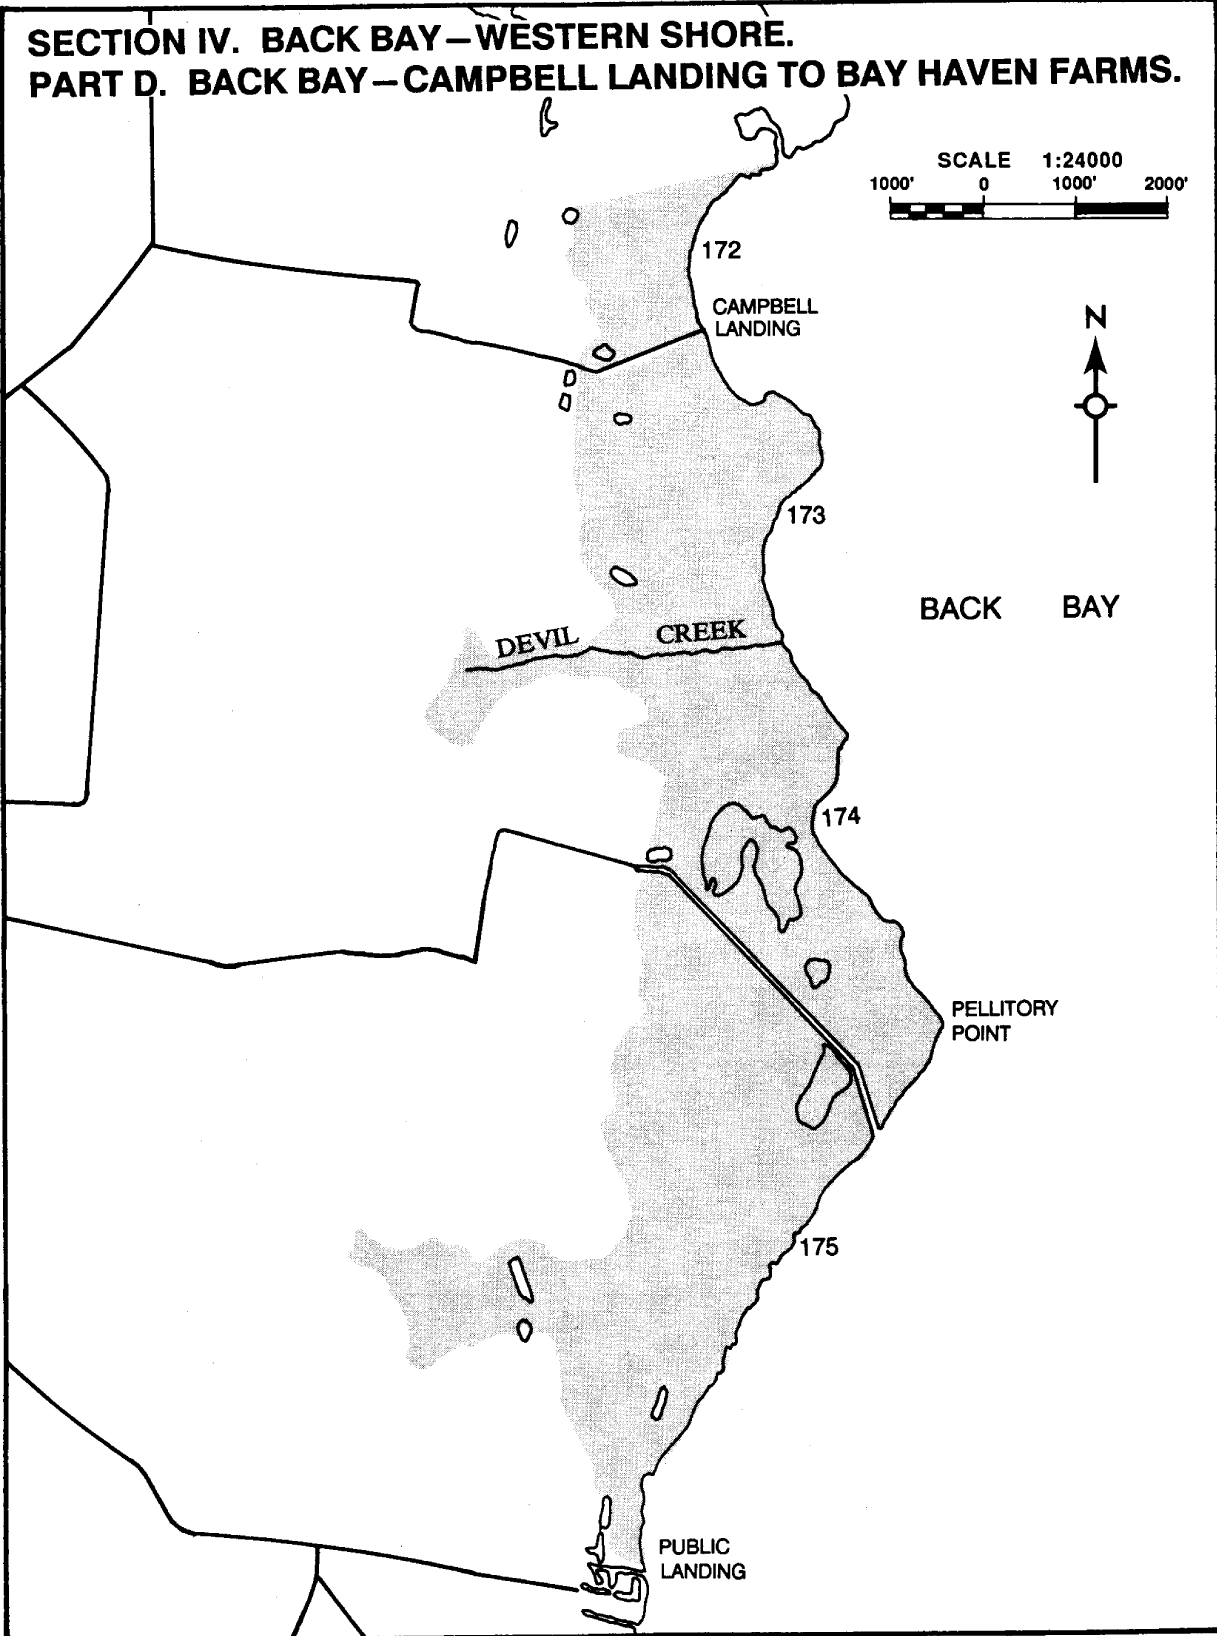 SECTION IV. BACK BAY—WESTERN SHORE.
PART D. BACK BAY—CAMPBELL LANDING TO BAY HAVEN FARMS.
SCALE 1:24000
1000' 0 1000' 2000'
172
CAMPBELL
LANDING
N
173
BACK BAY
DEVIL CREEK
174
PELLITORY
POINT
175
PUBLIC
LANDING